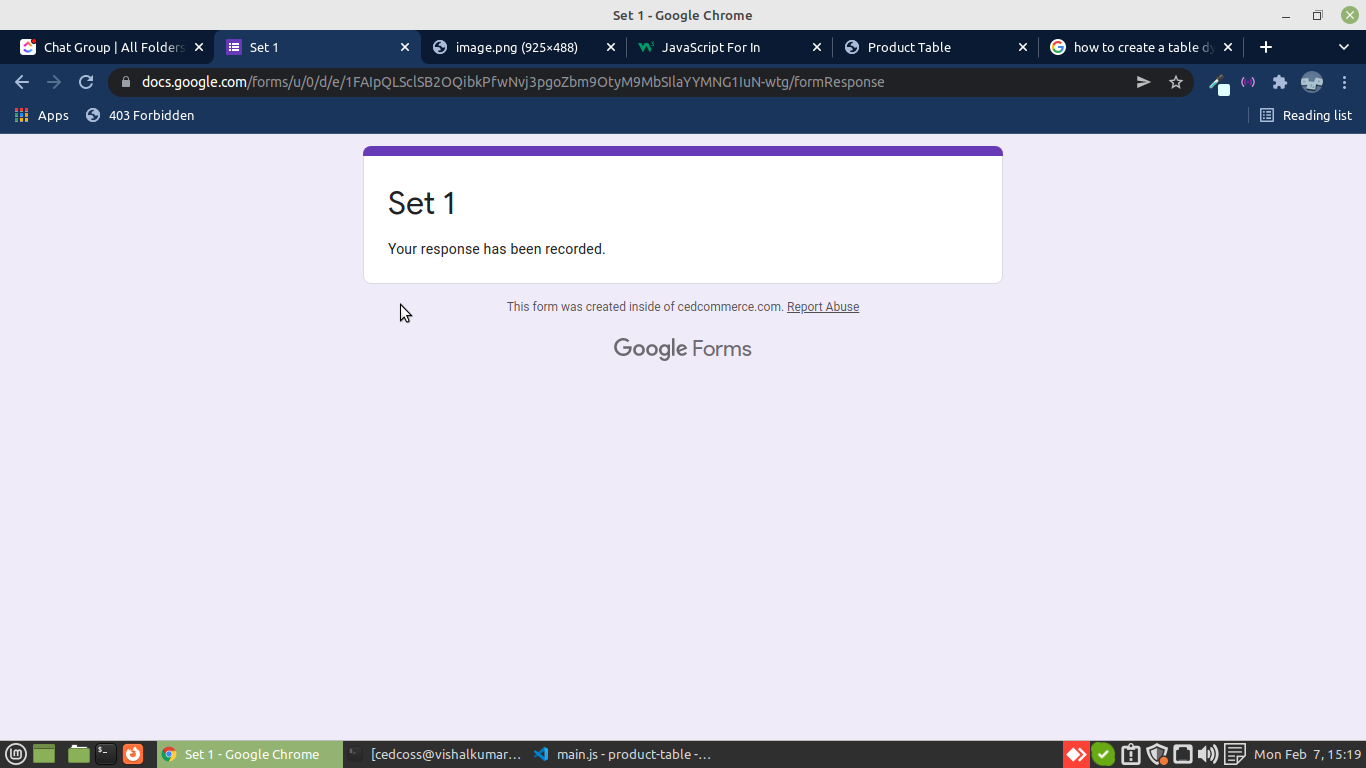 Set 1 - Google Chrome
Chat Group | All Folders
Set 1
image.png (925×488)
JavaScript For In
Product Table
how to create a table dy
docs.google.com/forms/u/0/d/e/1FAIpQLSclSB2OQibkPfwNvj3pgoZbm9OtyM9MbSIlaYYMNG1IuN-wtg/formResponse
Apps
403 Forbidden
Reading list
Set 1
Your response has been recorded.
This form was created inside of cedcommerce.com. Report Abuse
Google Forms
Set 1 - Google Chrome
[cedcoss@vishalkumar...
main.js - product-table -...
Mon Feb 7, 15:19